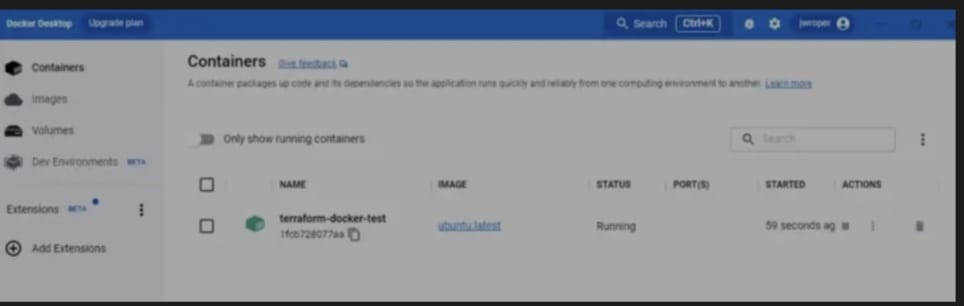 Docker Desktop Upgrade plan Search Ctrl+K jwroper
Containers
Images
Volumes
Dev Environments BETA
Extensions BETA
Add Extensions
Containers Give feedback
A container packages up code and its dependencies so the application runs quickly and reliably from one computing environment to another. Learn more
Only show running containers Search
NAME IMAGE STATUS PORT(S) STARTED ACTIONS
terraform-docker-test ubuntu:latest Running 59 seconds ag
1fcb728077aa